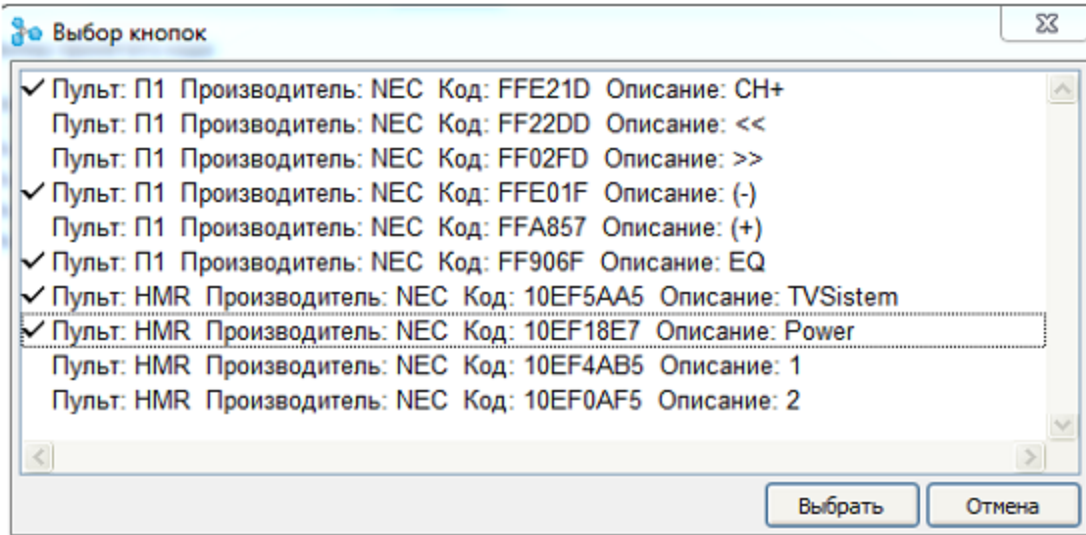 Выбор кнопок
Пульт: П1 Производитель: NEC Код: FFE21D Описание: CH+
Пульт: П1 Производитель: NEC Код: FF22DD Описание: <<
Пульт: П1 Производитель: NEC Код: FF02FD Описание: >>
Пульт: П1 Производитель: NEC Код: FFE01F Описание: (-)
Пульт: П1 Производитель: NEC Код: FFA857 Описание: (+)
Пульт: П1 Производитель: NEC Код: FF906F Описание: EQ
Пульт: HMR Производитель: NEC Код: 10EF5AA5 Описание: TVSistem
Пульт: HMR Производитель: NEC Код: 10EF18E7 Описание: Power
Пульт: HMR Производитель: NEC Код: 10EF4AB5 Описание: 1
Пульт: HMR Производитель: NEC Код: 10EF0AF5 Описание: 2
Выбрать Отмена